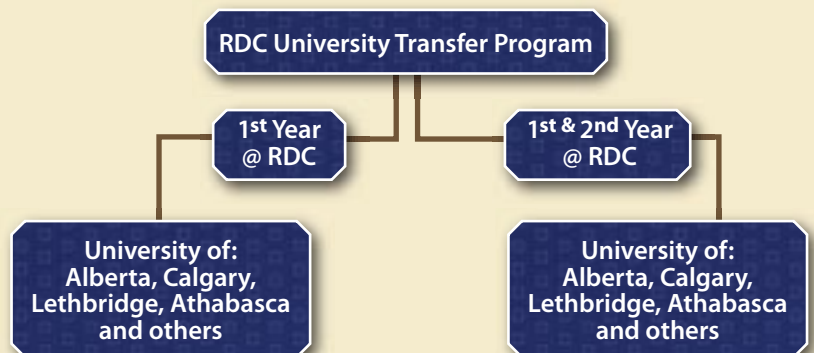 RDC University Transfer Program
1st Year
@ RDC
1st & 2nd Year
@ RDC
University of:
Alberta, Calgary,
Lethbridge, Athabasca
and others
University of:
Alberta, Calgary,
Lethbridge, Athabasca
and others